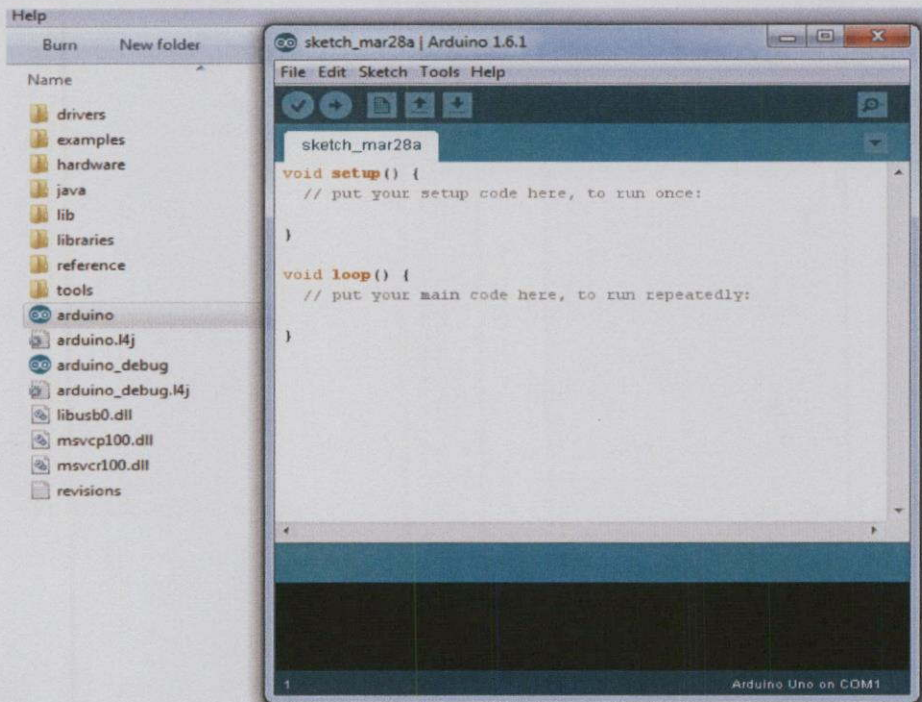 Help
Burn New folder
Name
drivers
examples
hardware
java
lib
libraries
reference
tools
arduino
arduino.l4j
arduino_debug
arduino_debug.l4j
libusb0.dll
msvcp100.dll
msvcr100.dll
revisions
sketch_mar28a | Arduino 1.6.1
File Edit Sketch Tools Help
sketch_mar28a
void setup() {
// put your setup code here, to run once:
}
void loop() {
// put your main code here, to run repeatedly:
}
1 Arduino Uno on COM1